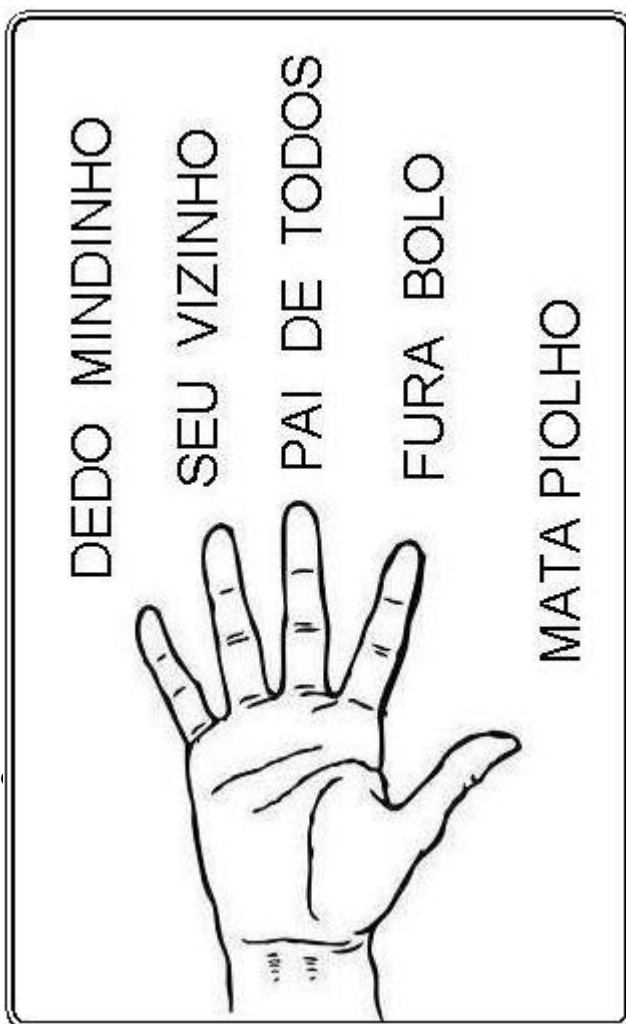 DEDO MINDINHO
SEU VIZINHO
PAI DE TODOS
FURA BOLO
MATA PIOLHO